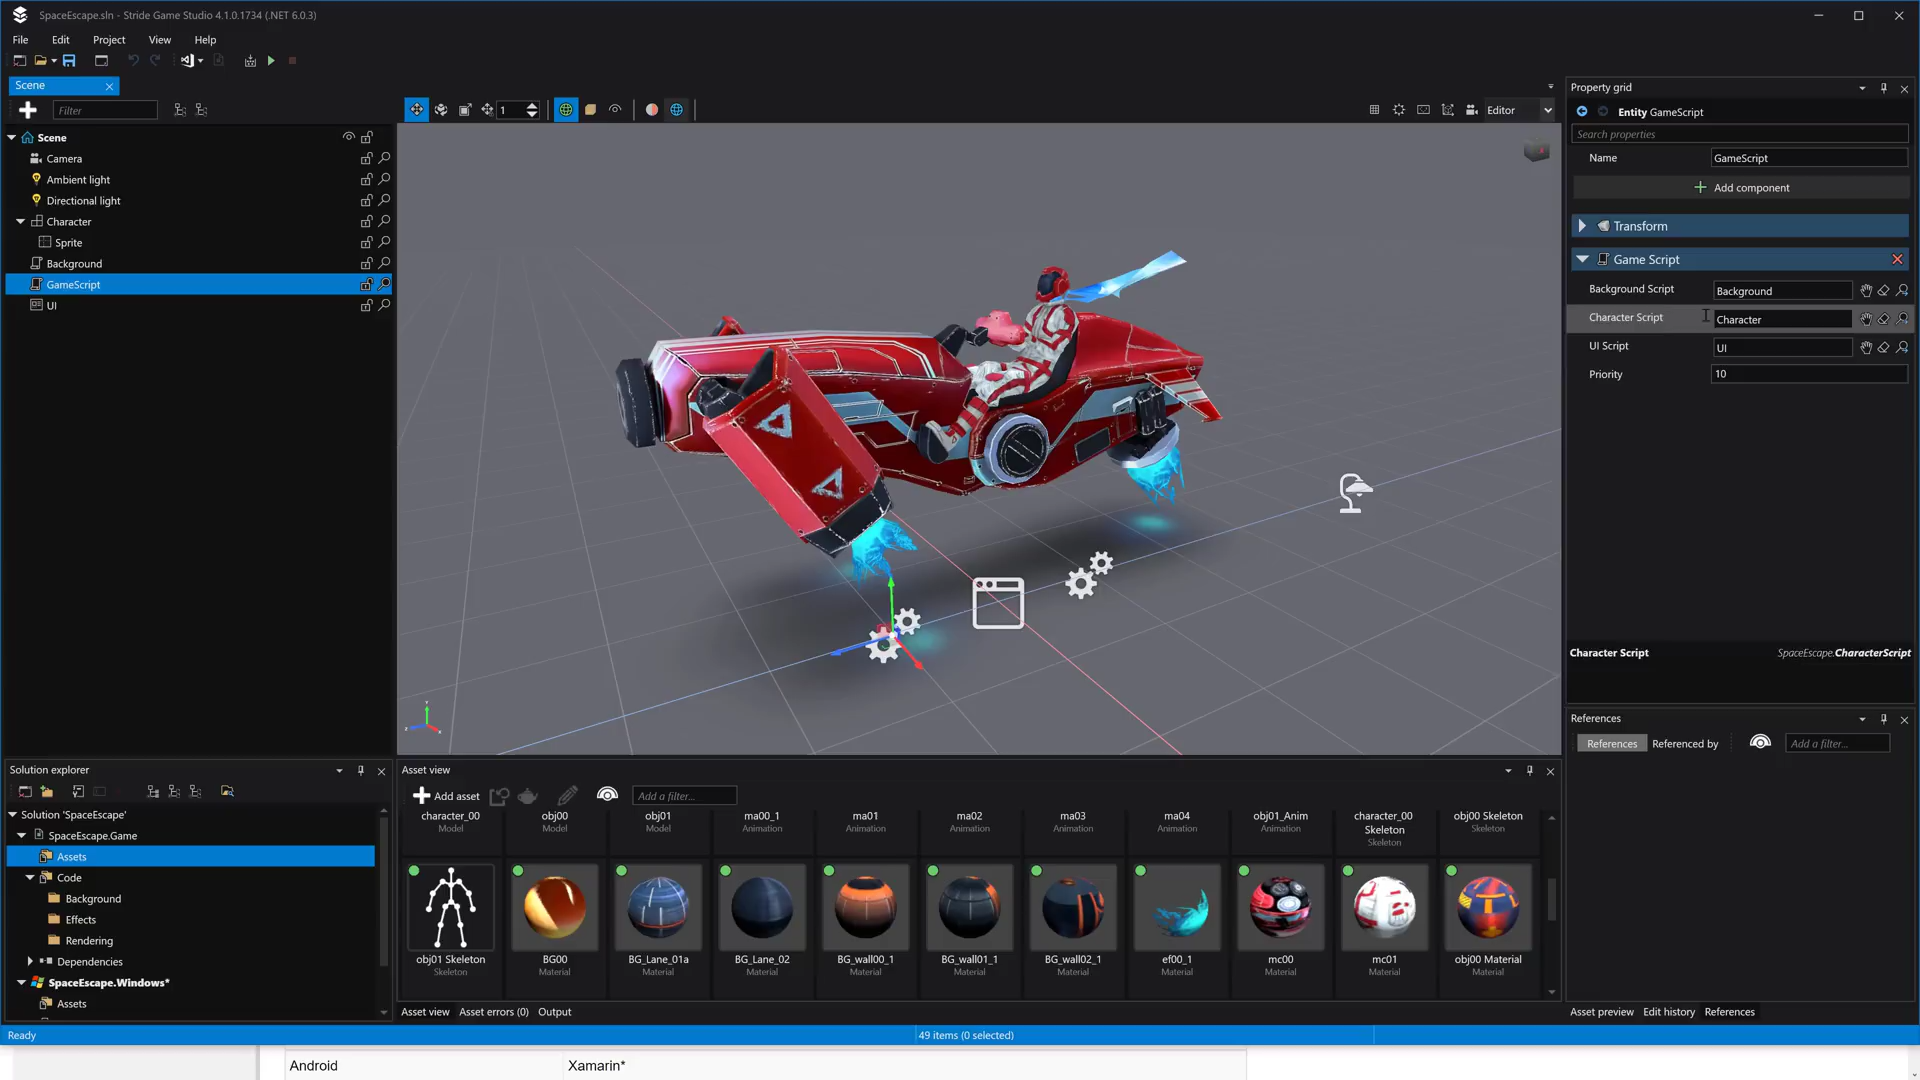 SpaceEscape.sln - Stride Game Studio 4.1.0.1734 (.NET 6.0.3)
File Edit Project View Help
Scene
Filter
Scene
Camera
Ambient light
Directional light
Character
Sprite
Background
GameScript
UI
1
Editor
Property grid
Entity GameScript
Search properties
Name GameScript
Add component
Transform
Game Script
Background Script Background
Character Script Character
UI Script UI
Priority 10
Character Script SpaceEscape.CharacterScript
References
References Referenced by Add a filter...
Asset preview Edit history References
Solution explorer
Solution 'SpaceEscape'
SpaceEscape.Game
Assets
Code
Background
Effects
Rendering
Dependencies
SpaceEscape.Windows*
Assets
Asset view
Add asset Add a filter...
character_00 obj00 obj01 ma00_1 ma01 ma02 ma03 ma04 obj01_Anim character_00 Skeleton obj00 Skeleton
Model Model Model Animation Animation Animation Animation Animation Animation Skeleton Skeleton
obj01 Skeleton BG00 BG_Lane_01a BG_Lane_02 BG_wall00_1 BG_wall01_1 BG_wall02_1 ef00_1 mc00 mc01 obj00 Material
Skeleton Material Material Material Material Material Material Material Material Material Material
Asset view Asset errors (0) Output
Ready 49 items (0 selected)
Android Xamarin*